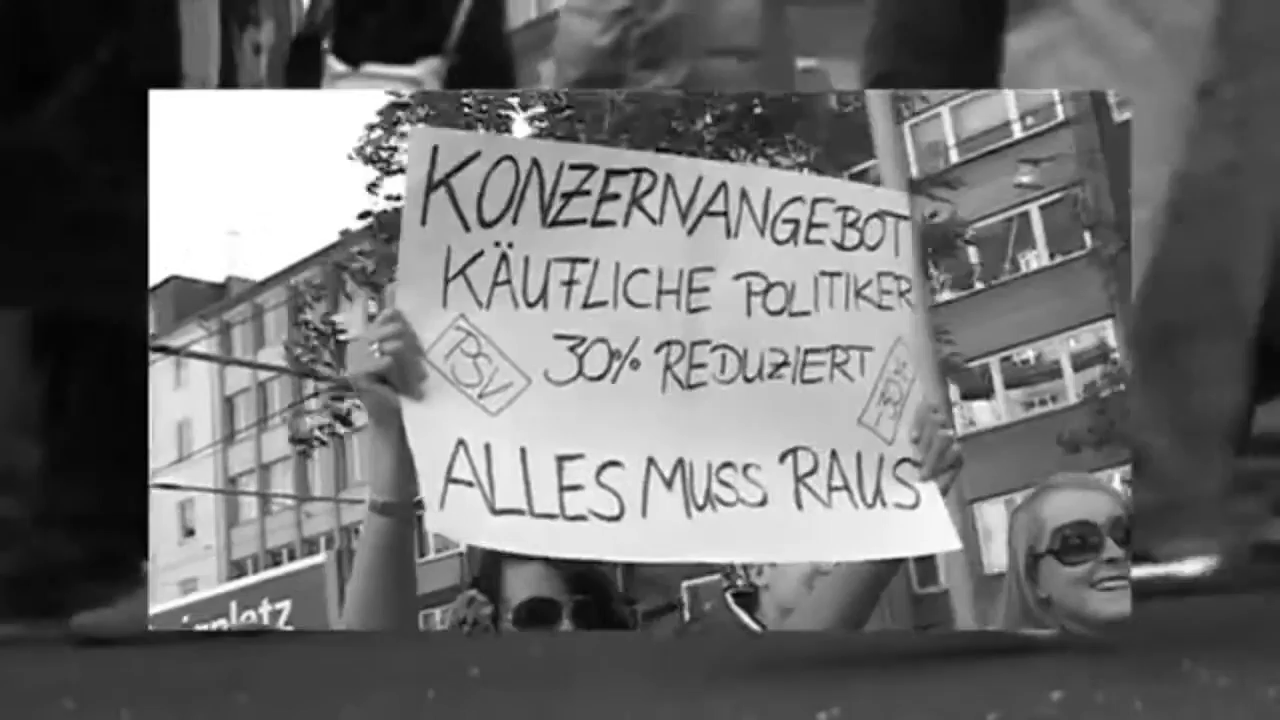 KONZERNANGEBOT
KÄUFLICHE POLITIKER
30% REDUZIERT
PSV
ALLES MUSS RAUS